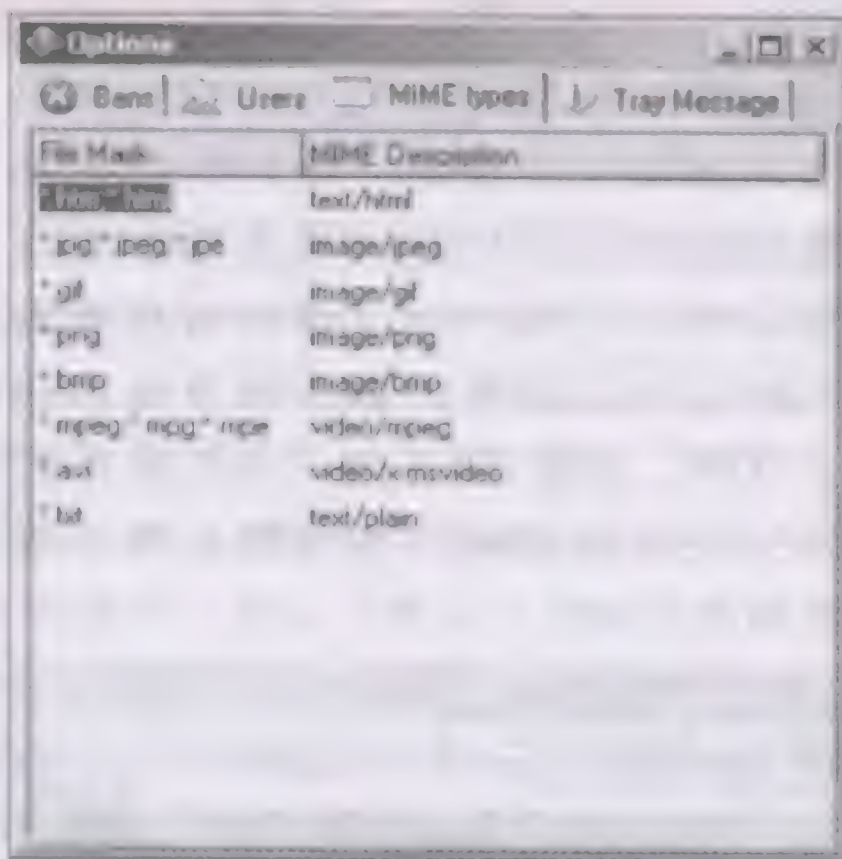 Options
Bans Users MIME types Tray Message
File Mask MIME Description
*.htm;*.html text/html
*.jpg;*.jpeg;*.jpe image/jpeg
*.gif image/gif
*.png image/png
*.bmp image/bmp
*.mpeg;*.mpg;*.mpe video/mpeg
*.avi video/x-msvideo
*.txt text/plain